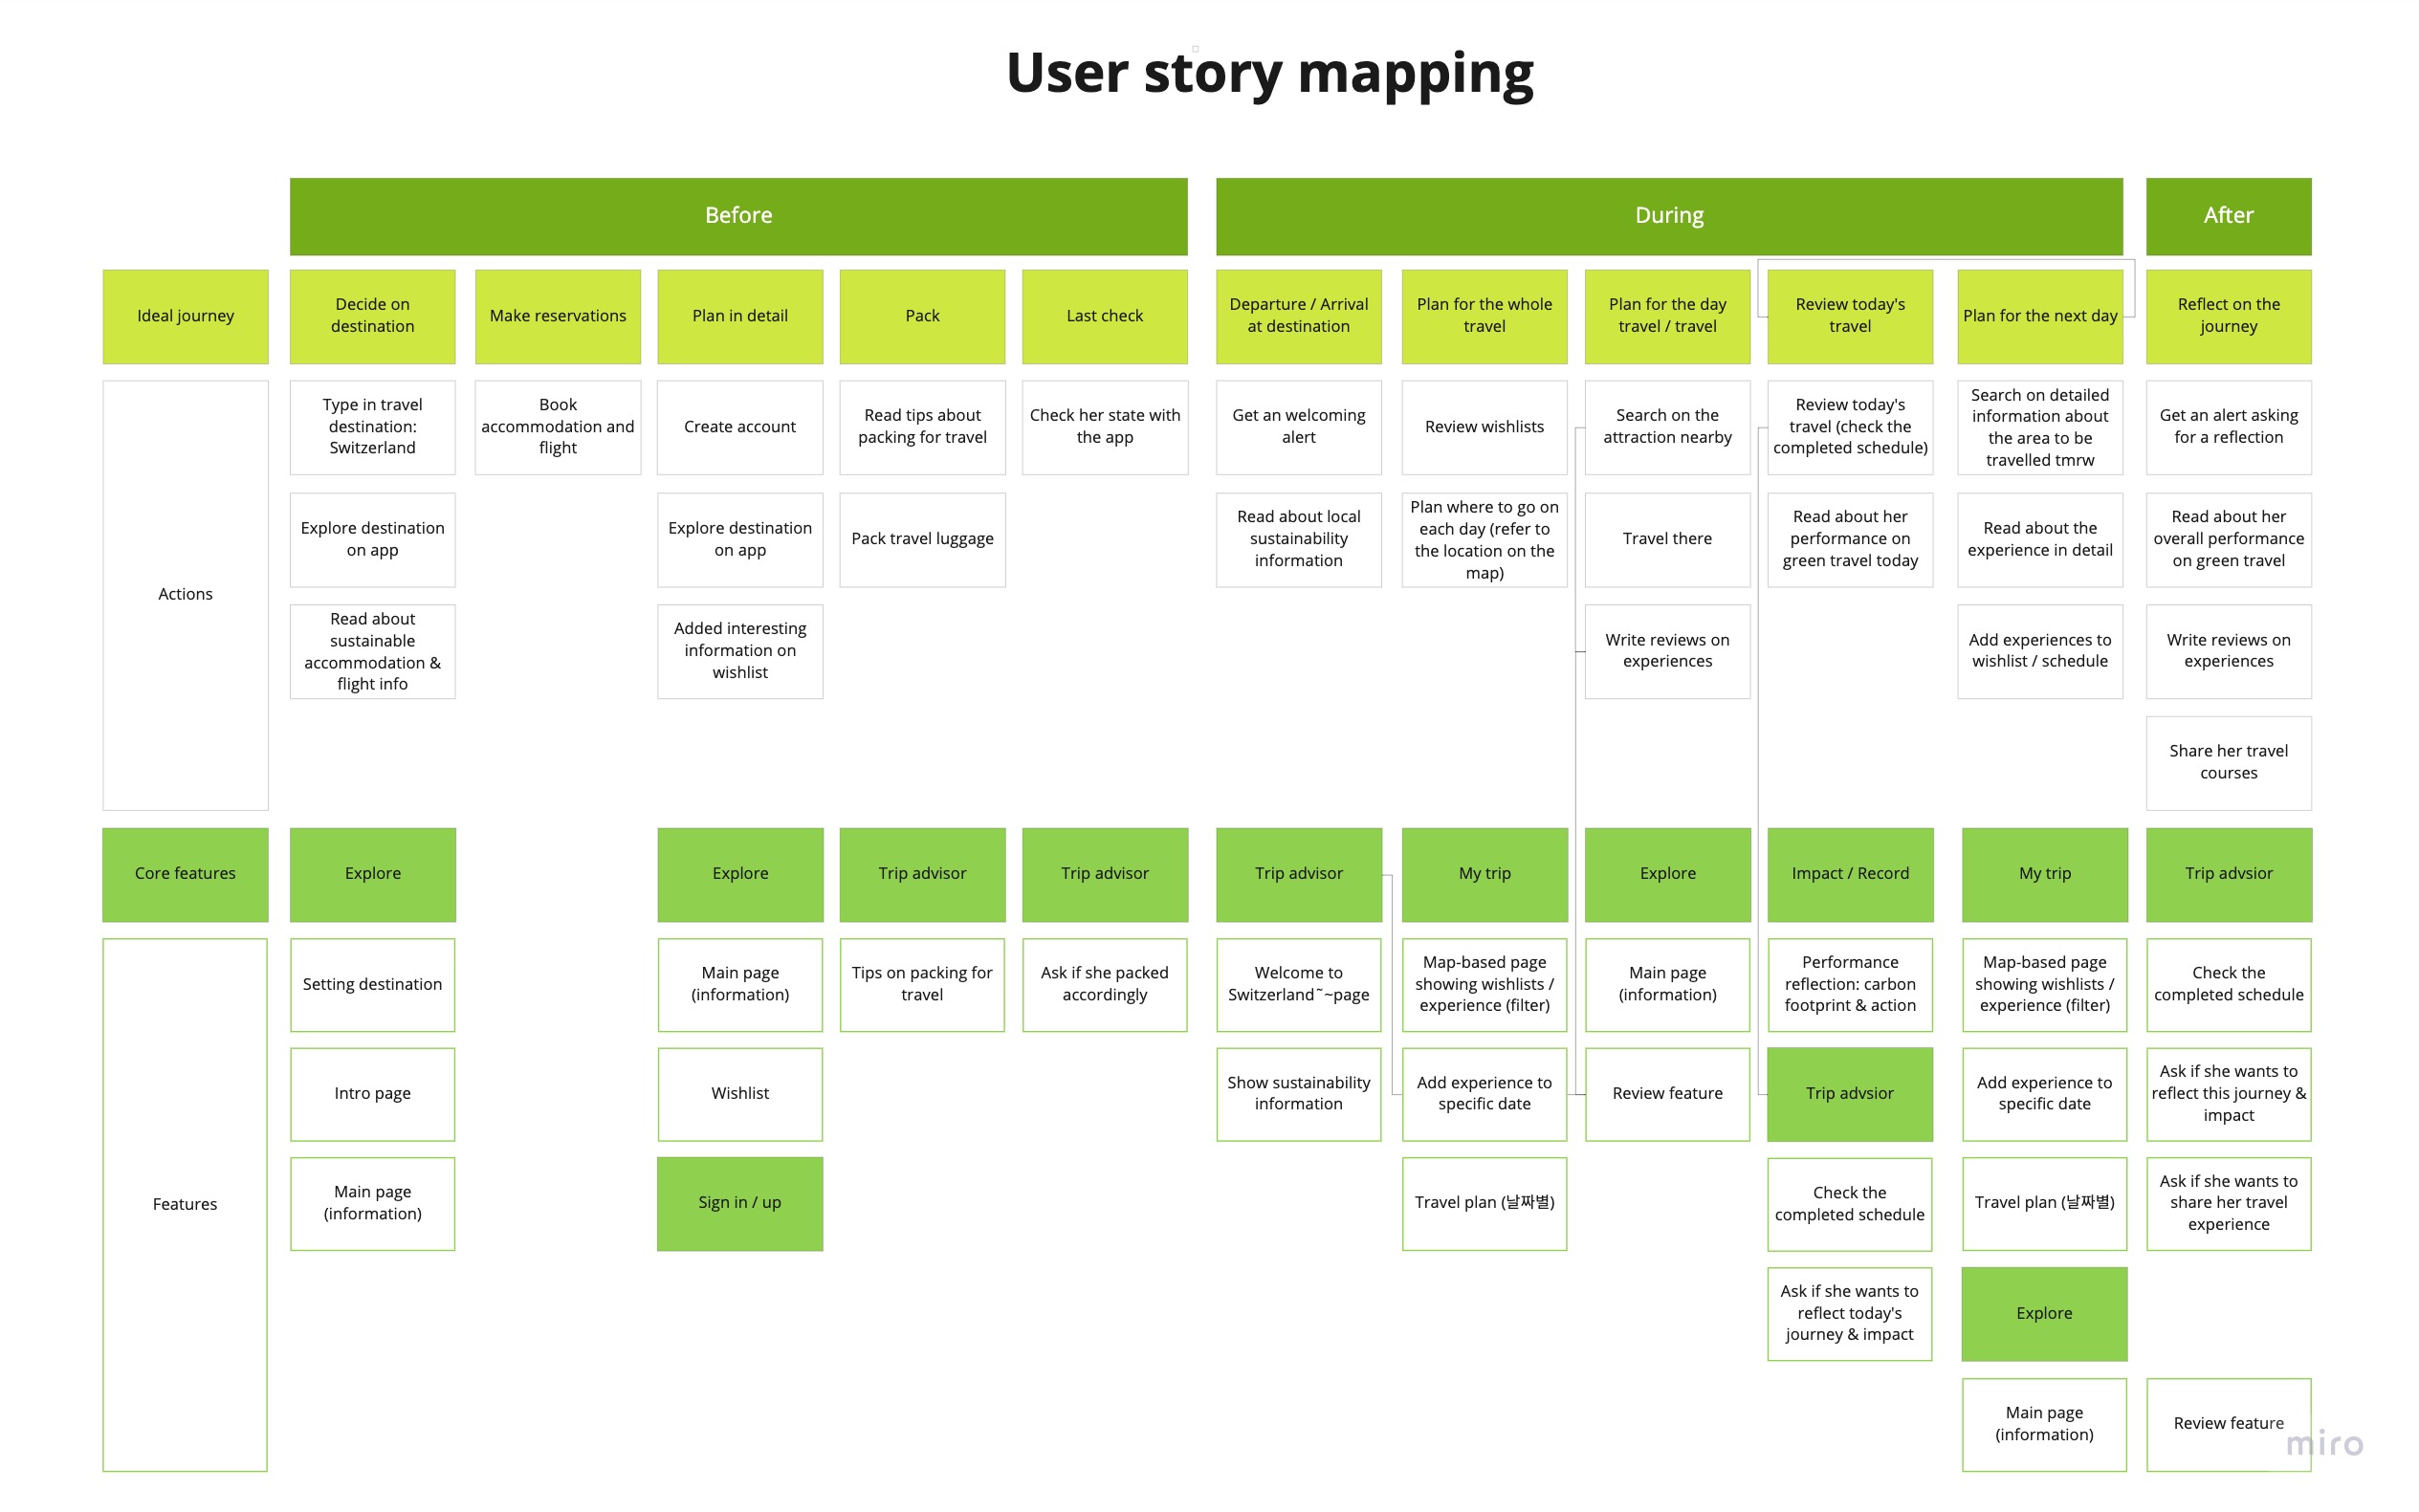 User story mapping
Before
During
After
Ideal journey
Decide on
destination
Make reservations
Plan in detail
Pack
Last check
Departure / Arrival
at destination
Plan for the whole
travel
Plan for the day
travel / travel
Review today's
travel
Plan for the next day
Reflect on the
journey
Actions
Type in travel
destination:
Switzerland
Book
accommodation and
flight
Create account
Read tips about
packing for travel
Check her state with
the app
Get an welcoming
alert
Review wishlists
Search on the
attraction nearby
Review today's
travel (check the
completed schedule)
Search on detailed
information about
the area to be
travelled tmrw
Get an alert asking
for a reflection
Explore destination
on app
Explore destination
on app
Pack travel luggage
Read about local
sustainability
information
Plan where to go on
each day (refer to
the location on the
map)
Travel there
Read about her
performance on
green travel today
Read about the
experience in detail
Read about her
overall performance
on green travel
Read about
sustainable
accommodation &
flight info
Added interesting
information on
wishlist
Write reviews on
experiences
Add experiences to
wishlist / schedule
Write reviews on
experiences
Share her travel
courses
Core features
Explore
Explore
Trip advisor
Trip advisor
Trip advisor
My trip
Explore
Impact / Record
My trip
Trip advsior
Features
Setting destination
Main page
(information)
Tips on packing for
travel
Ask if she packed
accordingly
Welcome to
Switzerland~~page
Map-based page
showing wishlists /
experience (filter)
Main page
(information)
Performance
reflection: carbon
footprint & action
Map-based page
showing wishlists /
experience (filter)
Check the
completed schedule
Intro page
Wishlist
Show sustainability
information
Add experience to
specific date
Review feature
Trip advsior
Add experience to
specific date
Ask if she wants to
reflect this journey &
impact
Main page
(information)
Sign in / up
Travel plan (날짜별)
Check the
completed schedule
Travel plan (날짜별)
Ask if she wants to
share her travel
experience
Ask if she wants to
reflect today's
journey & impact
Explore
Main page
(information)
Review feature
miro